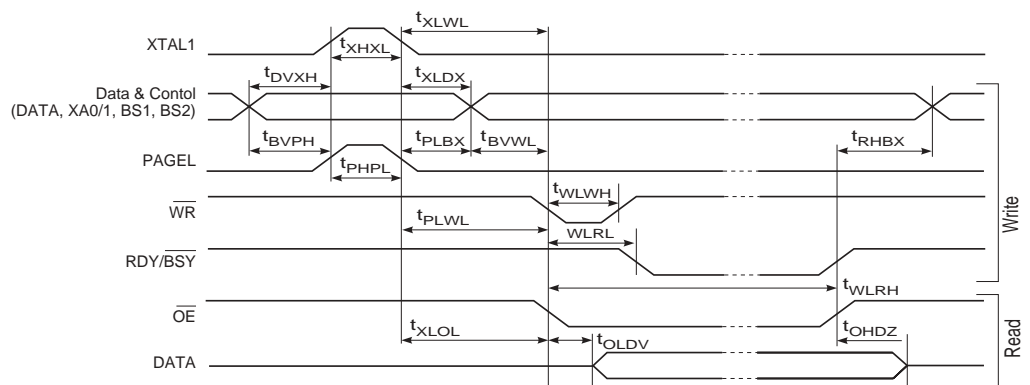 tXLWL
XTAL1
tXHXL
tDVXH
tXLDX
Data & Contol
(DATA, XA0/1, BS1, BS2)
tBVPH
tPLBX
tBVWL
tRHBX
PAGEL
tPHPL
tWLWH
WR
tPLWL
WLRL
RDY/BSY
tWLRH
Write
OE
tXLOL
tOLDV
tOHDZ
DATA
Read